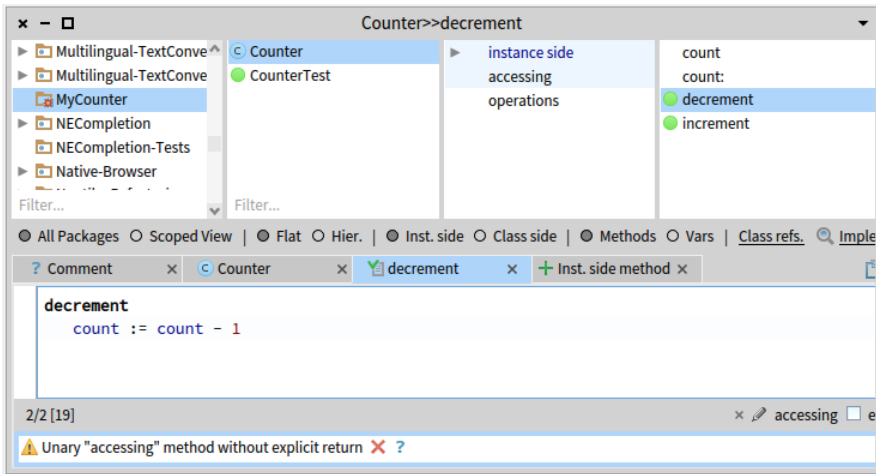 Counter>>decrement
Multilingual-TextConve
Multilingual-TextConve
MyCounter
NECompletion
NECompletion-Tests
Native-Browser
Filter...
Counter
CounterTest
Filter...
instance side
accessing
operations
count
count:
decrement
increment
All Packages Scoped View | Flat Hier. | Inst. side Class side | Methods Vars | Class refs. Imple
? Comment × Counter × decrement × Inst. side method ×
decrement
count := count - 1
2/2 [19] × accessing e
Unary "accessing" method without explicit return ?